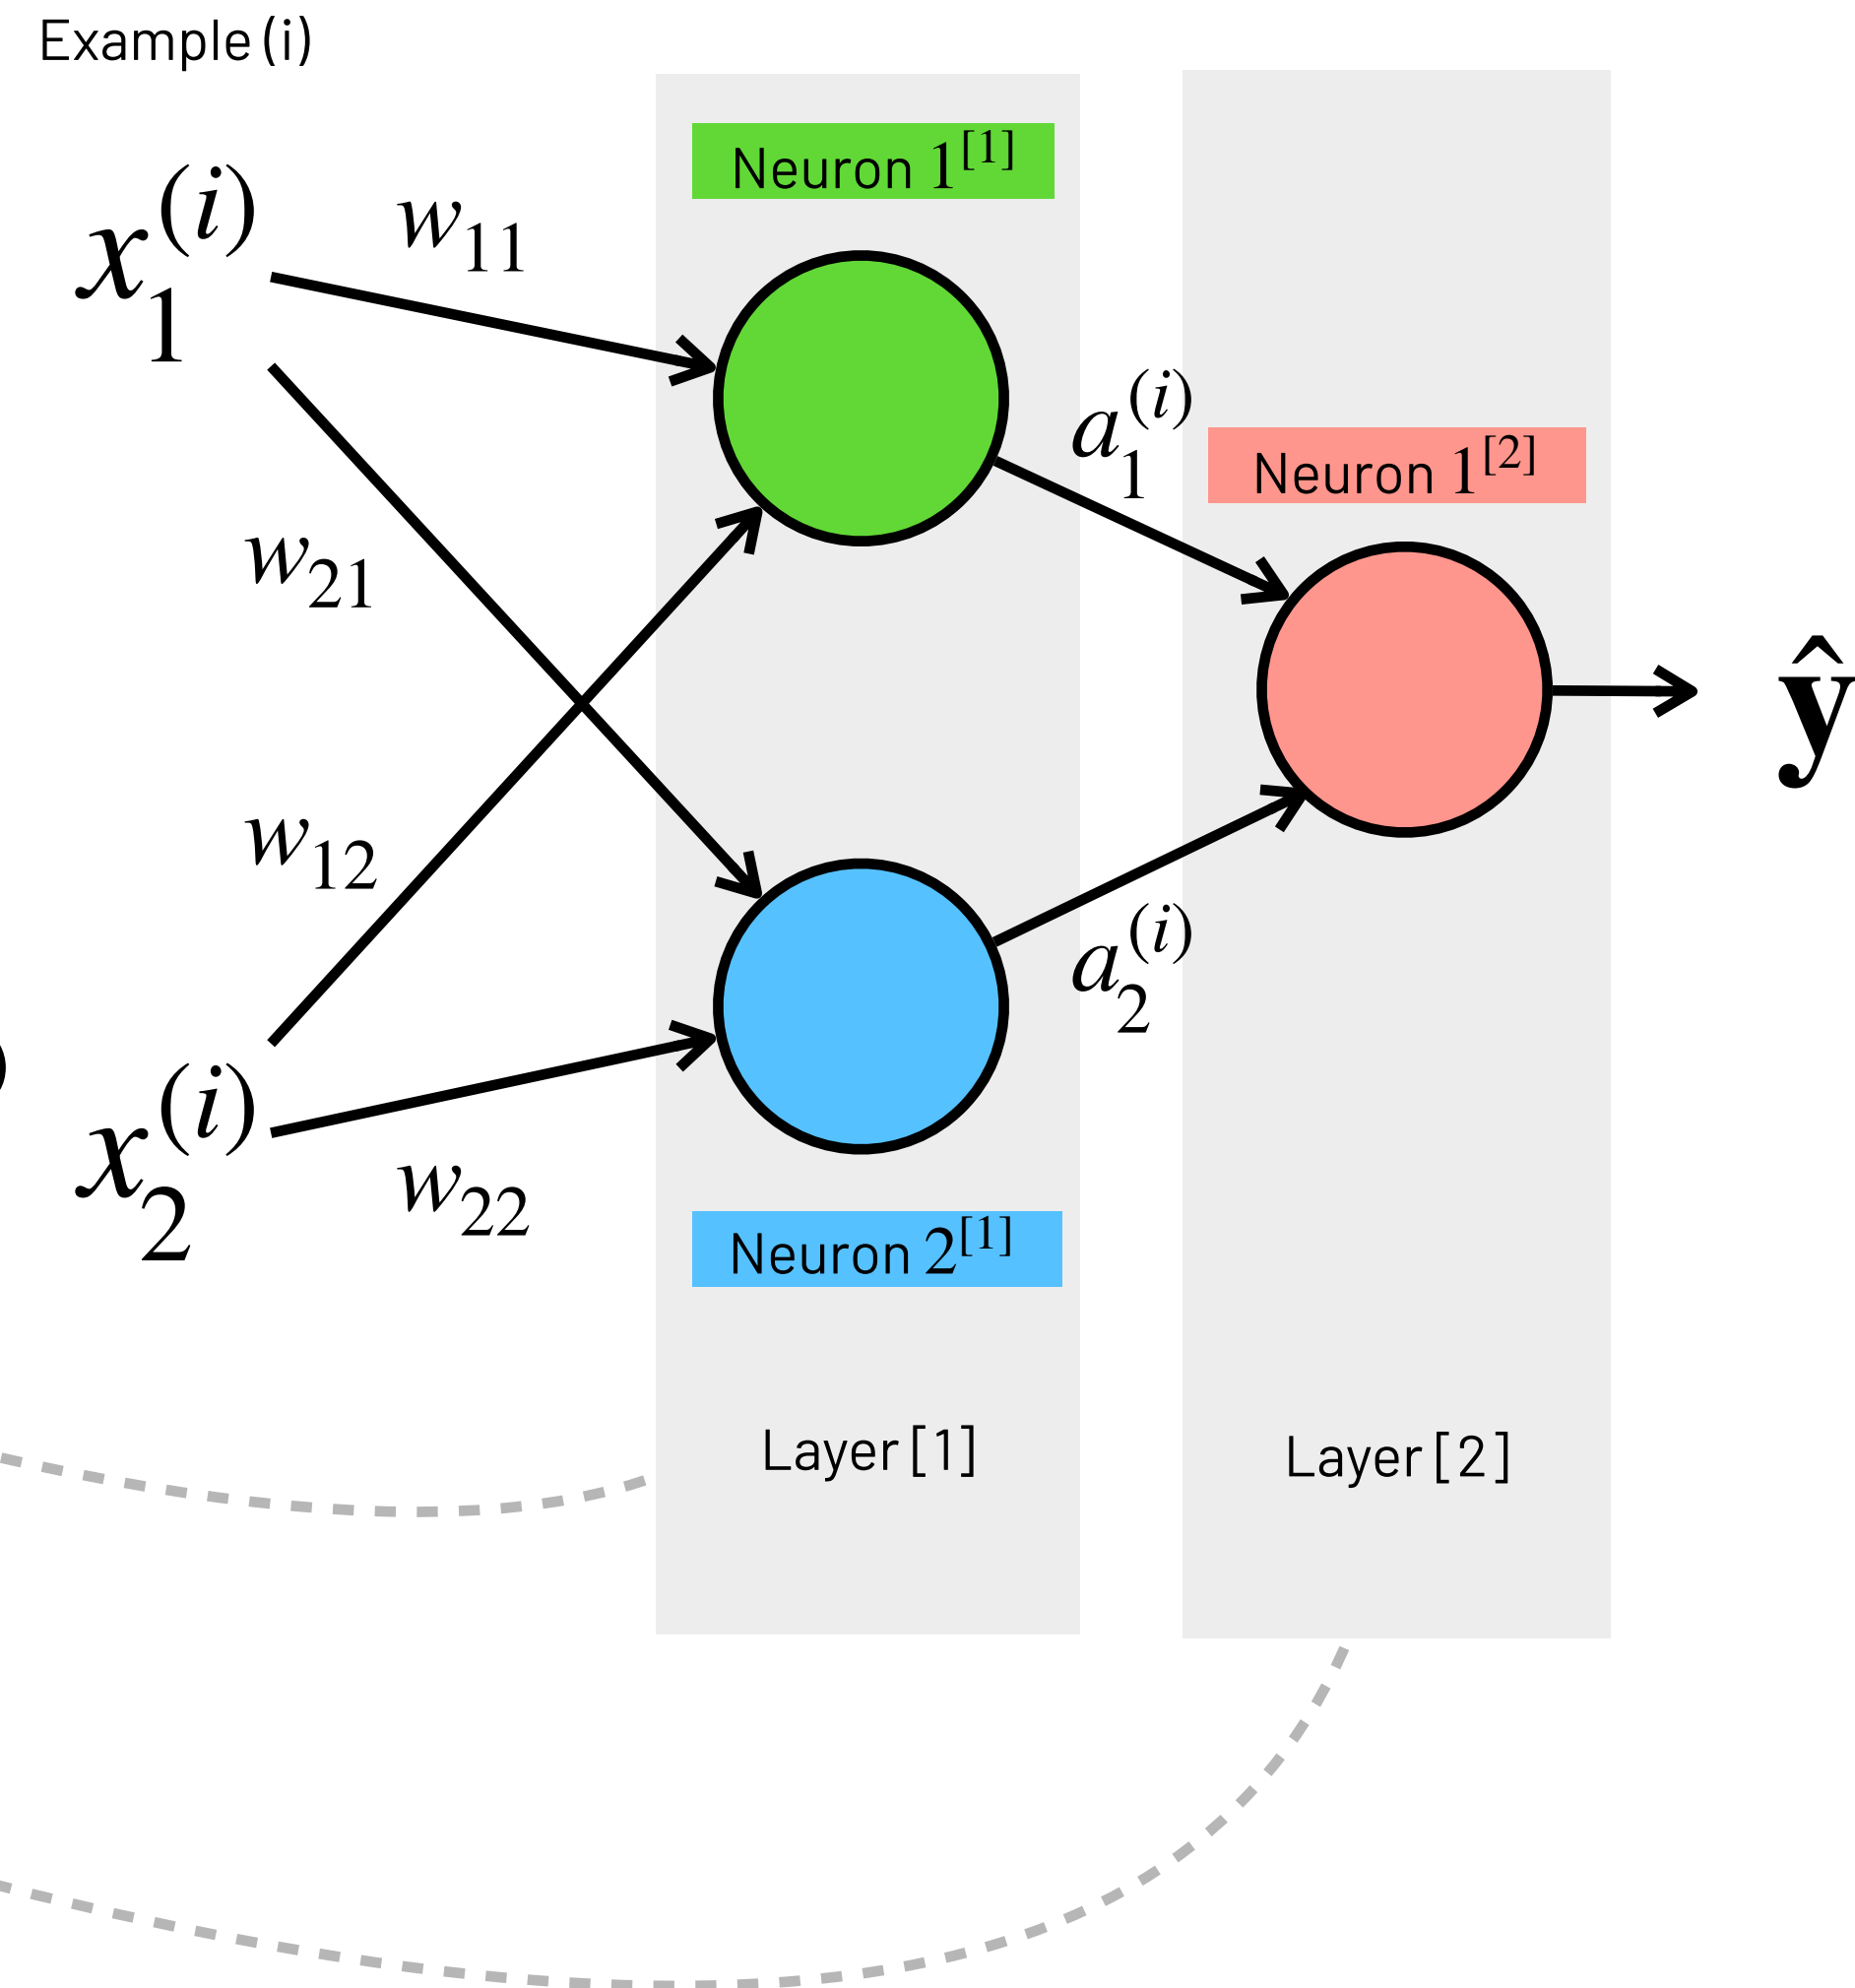 Example (i)
Neuron 1^[1]
x_1^(i)
w_11
a_1^(i)
Neuron 1^[2]
w_21
ŷ
w_12
a_2^(i)
x_2^(i)
w_22
Neuron 2^[1]
Layer [1]
Layer [2]